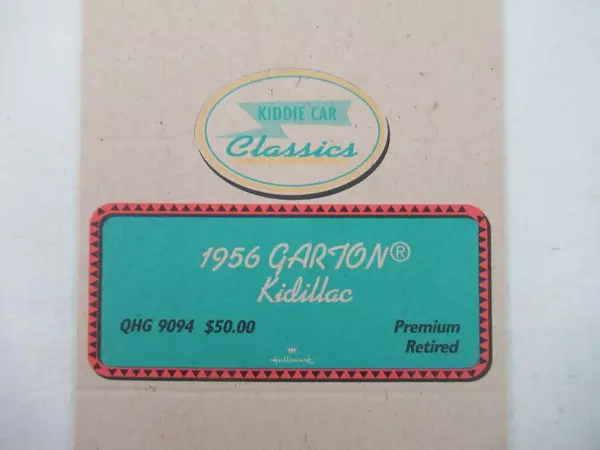 KIDDIE CAR
Classics
1956 GARTON®
Kidillac
QHG 9094 $50.00
Premium
Retired
Hallmark